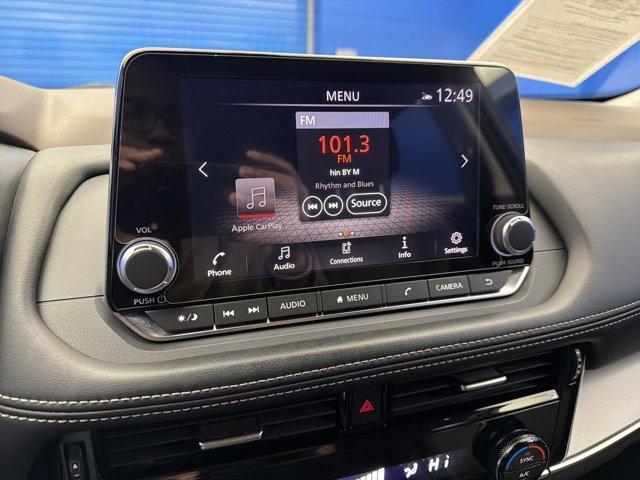 MENU
12:49
FM
101.3
FM
hin BY M
Rhythm and Blues
Source
Apple CarPlay
Phone
Audio
Connections
Info
Settings
VOL
PUSH
TUNE·SCROLL
PUSH SOUND
AUDIO
MENU
CAMERA
Hi
SYNC
A/C